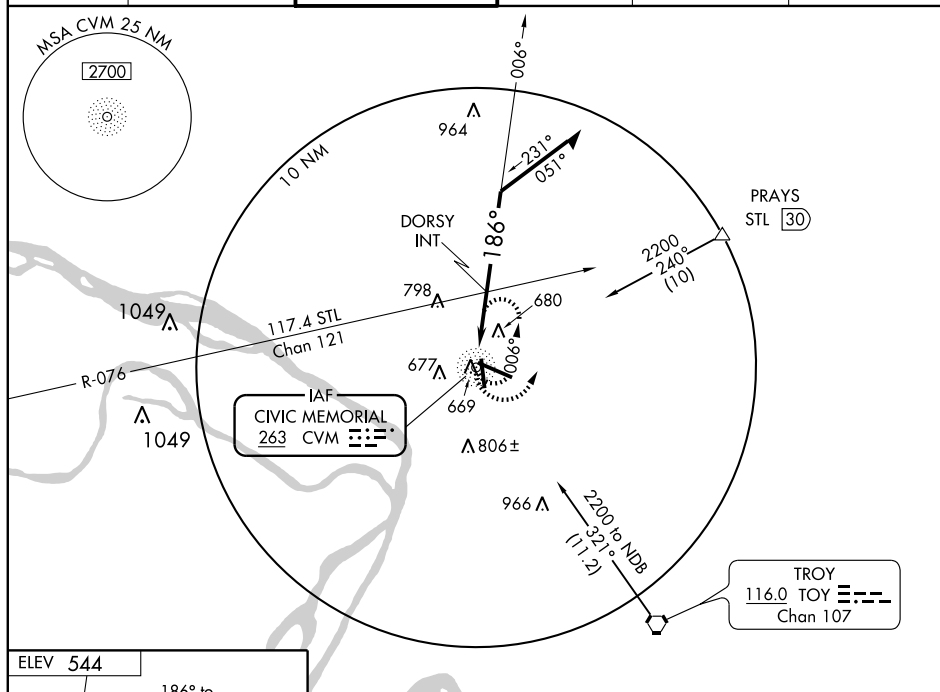 MSA CVM 25 NM
2700
006°
964
10 NM
231°
051°
PRAYS
STL 30
DORSY
INT
186°
2200
240°
(10)
798
680
1049
117.4 STL
Chan 121
006°
677
R-076
669
IAF
CIVIC MEMORIAL
263 CVM
1049
806±
966
2200 to NDB
321°
(11.2)
TROY
116.0 TOY
Chan 107
ELEV 544
186° to